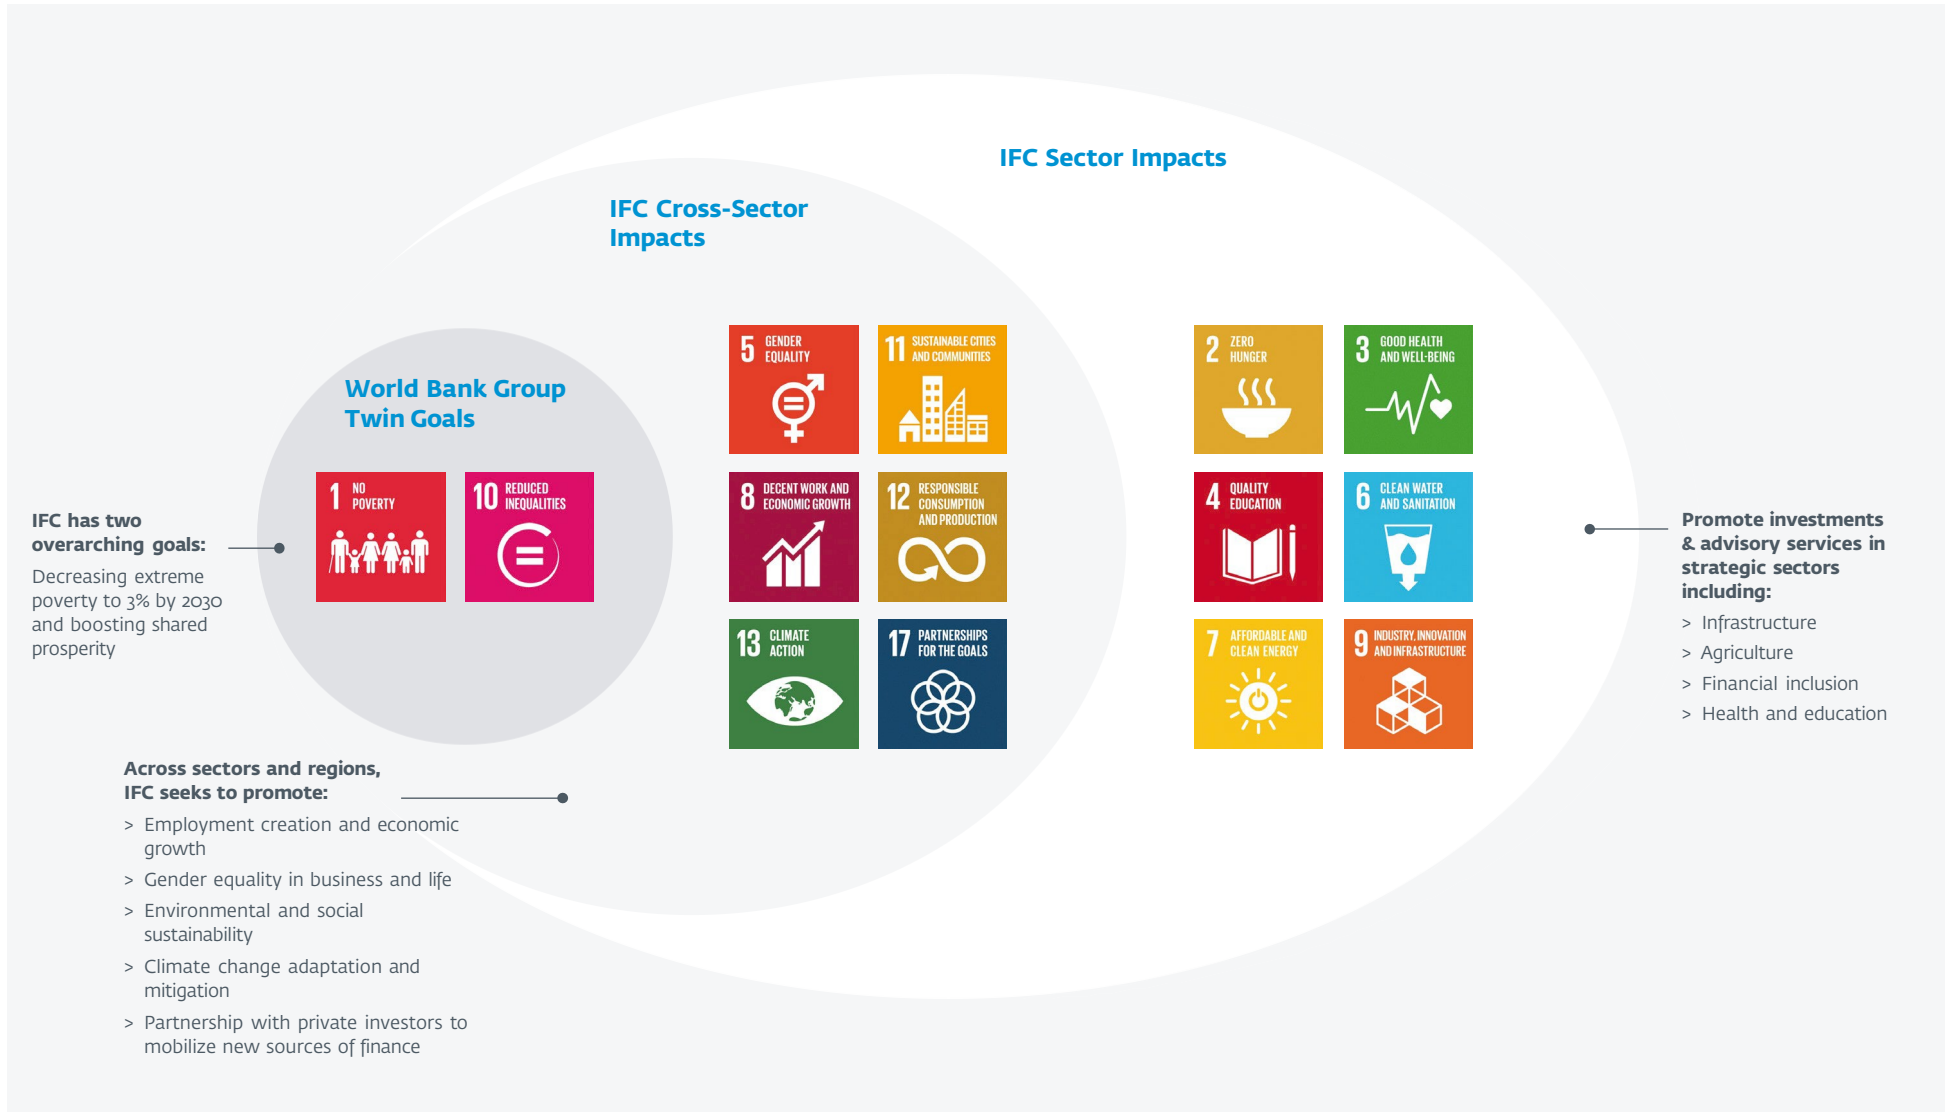 IFC Sector Impacts
IFC Cross-Sector
Impacts
World Bank Group
Twin Goals
1 NO
POVERTY
10 REDUCED
INEQUALITIES
5 GENDER
EQUALITY
11 SUSTAINABLE CITIES
AND COMMUNITIES
8 DECENT WORK AND
ECONOMIC GROWTH
12 RESPONSIBLE
CONSUMPTION
AND PRODUCTION
13 CLIMATE
ACTION
17 PARTNERSHIPS
FOR THE GOALS
2 ZERO
HUNGER
3 GOOD HEALTH
AND WELL-BEING
4 QUALITY
EDUCATION
6 CLEAN WATER
AND SANITATION
7 AFFORDABLE AND
CLEAN ENERGY
9 INDUSTRY, INNOVATION
AND INFRASTRUCTURE
IFC has two
overarching goals:
Decreasing extreme
poverty to 3% by 2030
and boosting shared
prosperity
Across sectors and regions,
IFC seeks to promote:
> Employment creation and economic
growth
> Gender equality in business and life
> Environmental and social
sustainability
> Climate change adaptation and
mitigation
> Partnership with private investors to
mobilize new sources of finance
Promote investments
& advisory services in
strategic sectors
including:
> Infrastructure
> Agriculture
> Financial inclusion
> Health and education